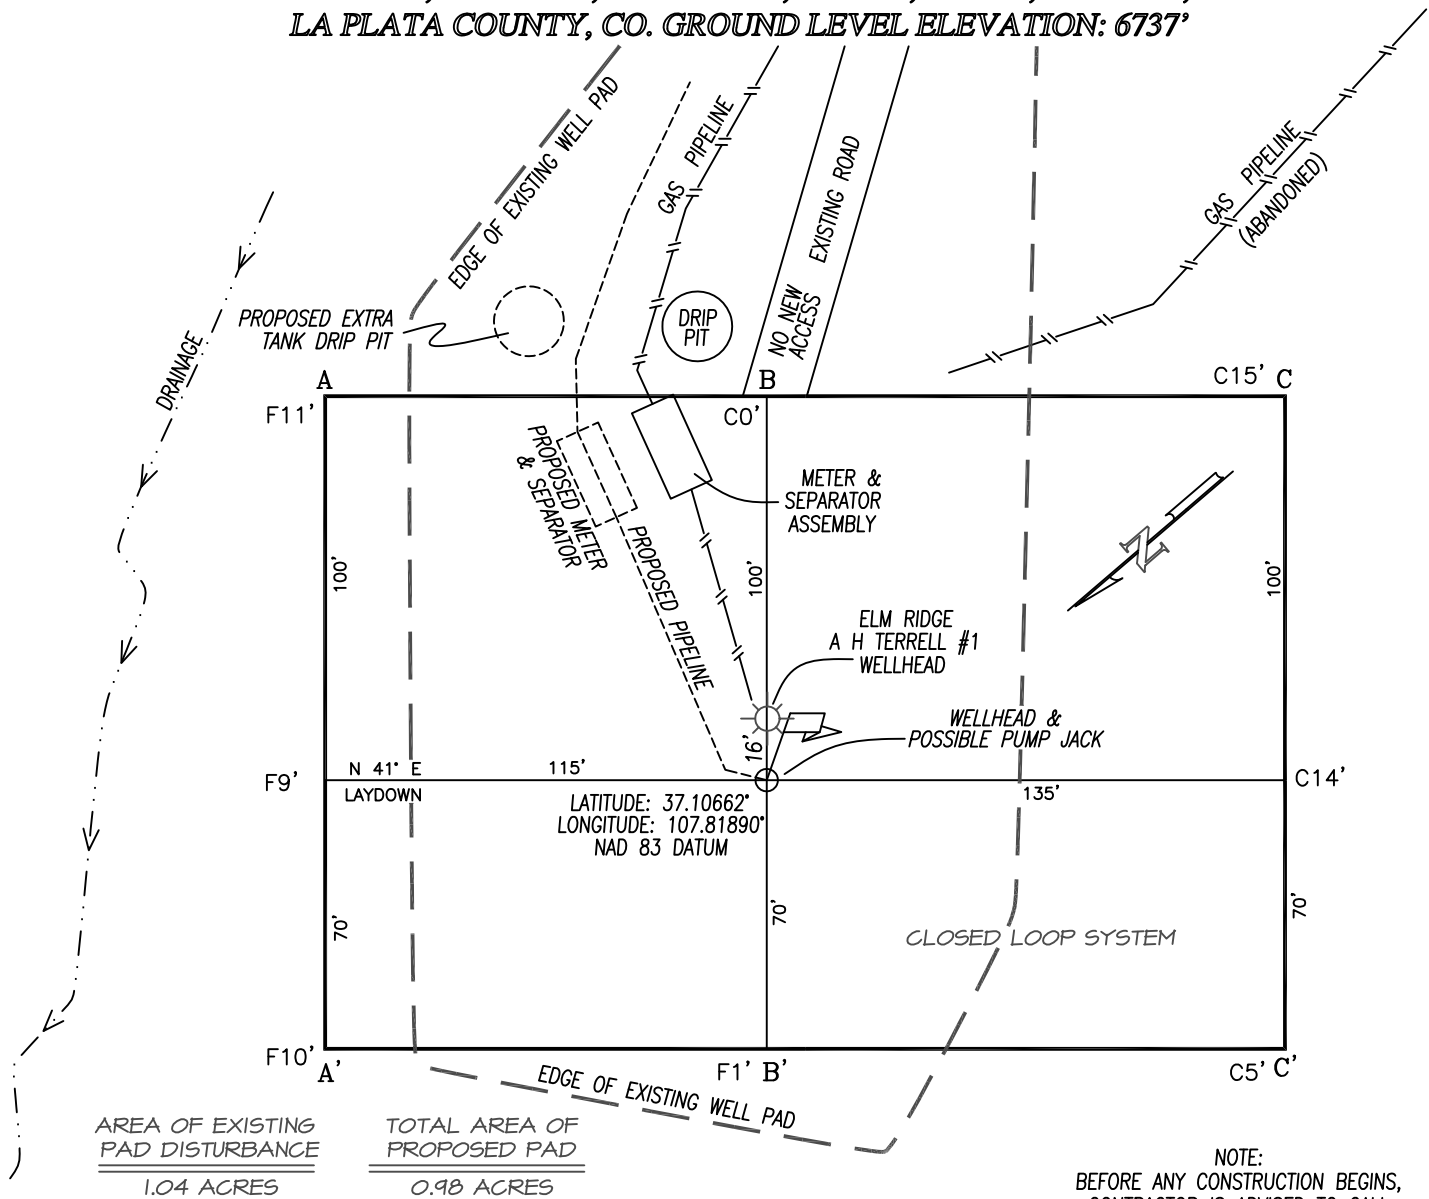 LA PLATA COUNTY, CO. GROUND LEVEL ELEVATION: 6737'
EDGE OF EXISTING WELL PAD
GAS PIPELINE
EXISTING ROAD
NO NEW
ACCESS
GAS PIPELINE
(ABANDONED)
DRAINAGE
PROPOSED EXTRA
TANK DRIP PIT
DRIP
PIT
A
B
C15' C
F11'
C0'
PROPOSED METER
& SEPARATOR
METER &
SEPARATOR
ASSEMBLY
PROPOSED PIPELINE
100'
100'
100'
N
ELM RIDGE
A H TERRELL #1
WELLHEAD
WELLHEAD &
POSSIBLE PUMP JACK
16'
F9'
N 41° E
LAYDOWN
115'
135'
C14'
LATITUDE: 37.10662°
LONGITUDE: 107.81890°
NAD 83 DATUM
70'
70'
70'
CLOSED LOOP SYSTEM
F10'
A'
F1' B'
C5' C'
EDGE OF EXISTING WELL PAD
AREA OF EXISTING
PAD DISTURBANCE
1.04 ACRES
TOTAL AREA OF
PROPOSED PAD
0.98 ACRES
NOTE:
BEFORE ANY CONSTRUCTION BEGINS,